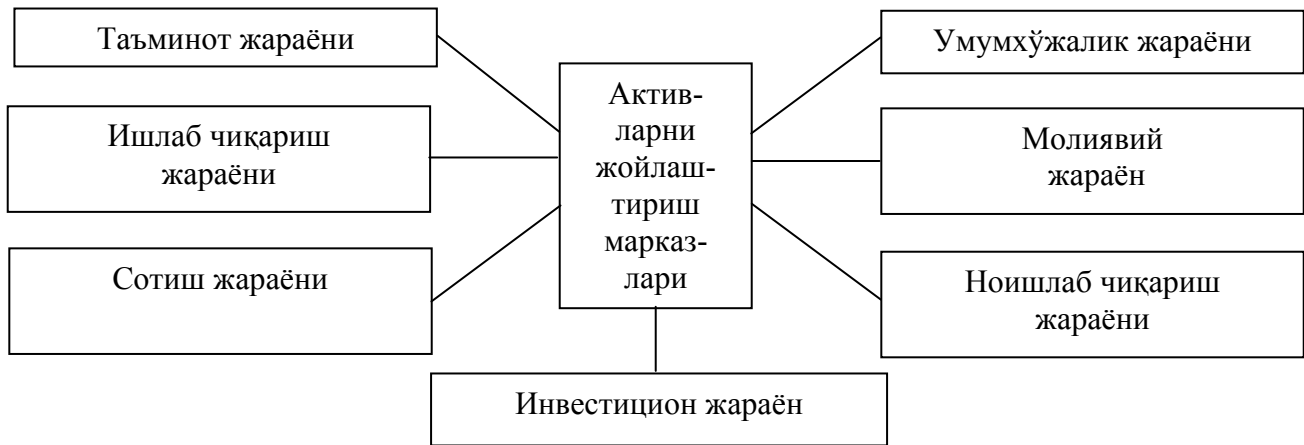 Таъминот жараёни
Ишлаб чиқариш
жараёни
Сотиш жараёни
Актив-
ларни
жойлаш-
тириш
марказ-
лари
Умумхўжалик жараёни
Молиявий
жараён
Ноишлаб чиқариш
жараёни
Инвестицион жараён